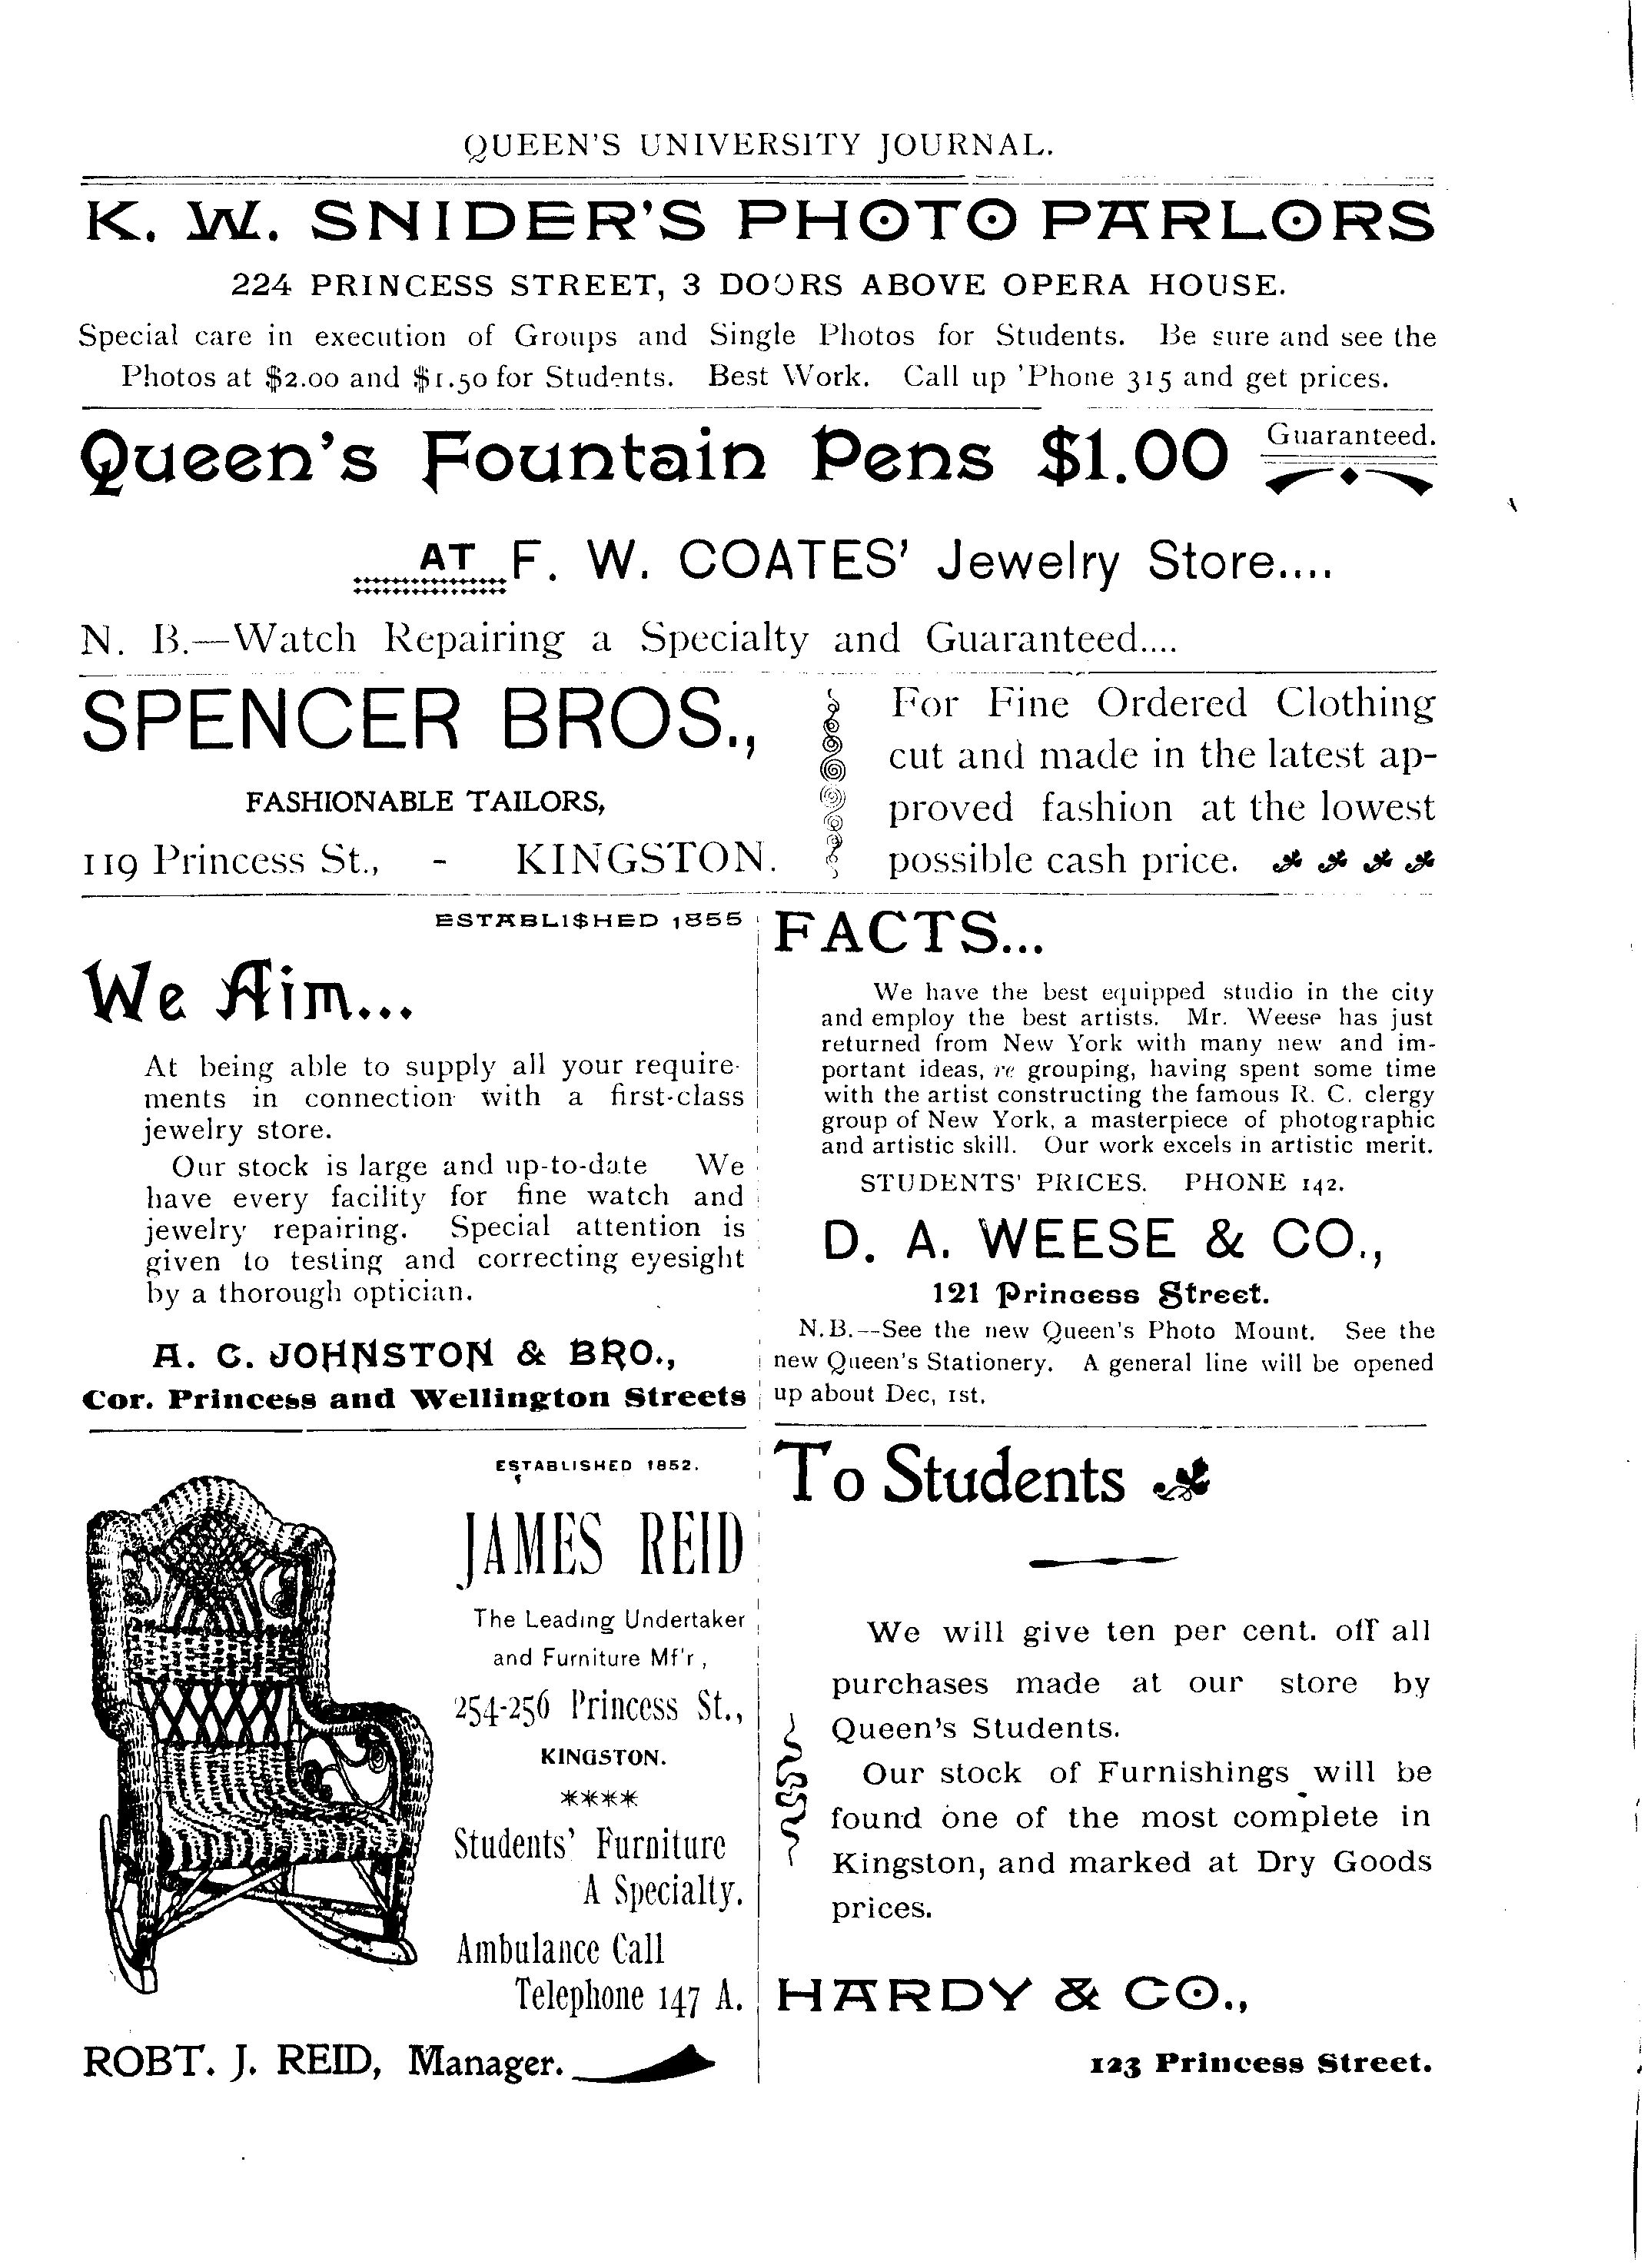 QUEEN'S UNIVERSITY JOURNAL.
K. W. SNIDER'S PHOTO PARLORS
224 PRINCESS STREET, 3 DOORS ABOVE OPERA HOUSE.
Special care in execution of Groups and Single Photos for Students. Be sure and see the
Photos at $2.00 and $1.50 for Students. Best Work. Call up 'Phone 315 and get prices.
Queen's Fountain Pens $1.00 Guaranteed.
AT F. W. COATES' Jewelry Store....
N. B.—Watch Repairing a Specialty and Guaranteed....
SPENCER BROS.,
FASHIONABLE TAILORS,
119 Princess St., - KINGSTON.
For Fine Ordered Clothing
cut and made in the latest ap-
proved fashion at the lowest
possible cash price.
ESTABLI$HED 1855
We Aim...
At being able to supply all your require-
ments in connection with a first-class
jewelry store.
Our stock is large and up-to-date We
have every facility for fine watch and
jewelry repairing. Special attention is
given to testing and correcting eyesight
by a thorough optician.
A. C. JOHNSTON & BRO.,
Cor. Princess and Wellington Streets
FACTS...
We have the best equipped studio in the city
and employ the best artists. Mr. Weese has just
returned from New York with many new and im-
portant ideas, re grouping, having spent some time
with the artist constructing the famous R. C. clergy
group of New York, a masterpiece of photographic
and artistic skill. Our work excels in artistic merit.
STUDENTS' PRICES. PHONE 142.
D. A. WEESE & CO.,
121 Princess Street.
N.B.--See the new Queen's Photo Mount. See the
new Queen's Stationery. A general line will be opened
up about Dec, 1st.
ESTABLISHED 1852.
JAMES REID
The Leading Undertaker
and Furniture Mf'r,
254-256 Princess St.,
KINGSTON.
****
Students' Furniture
A Specialty.
Ambulance Call
Telephone 147 A.
ROBT. J. REID, Manager.
To Students
We will give ten per cent. off all
purchases made at our store by
Queen's Students.
Our stock of Furnishings will be
found one of the most complete in
Kingston, and marked at Dry Goods
prices.
HARDY & CO.,
123 Princess Street.